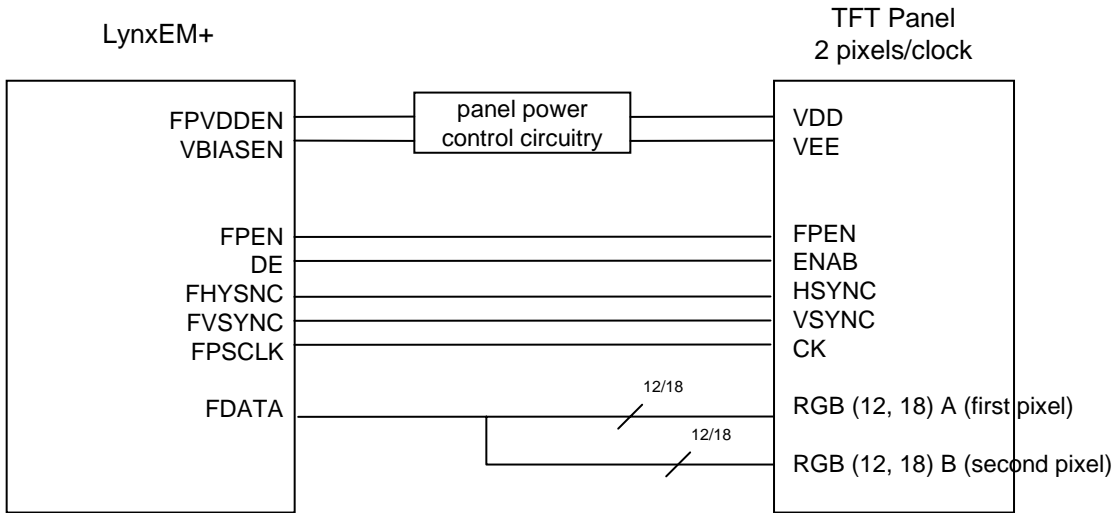 LynxEM+
TFT Panel
2 pixels/clock
FPVDDEN
VBIASEN
panel power
control circuitry
VDD
VEE
FPEN
DE
FHYSNC
FVSYNC
FPSCLK
FPEN
ENAB
HSYNC
VSYNC
CK
FDATA
12/18
RGB (12, 18) A (first pixel)
12/18
RGB (12, 18) B (second pixel)